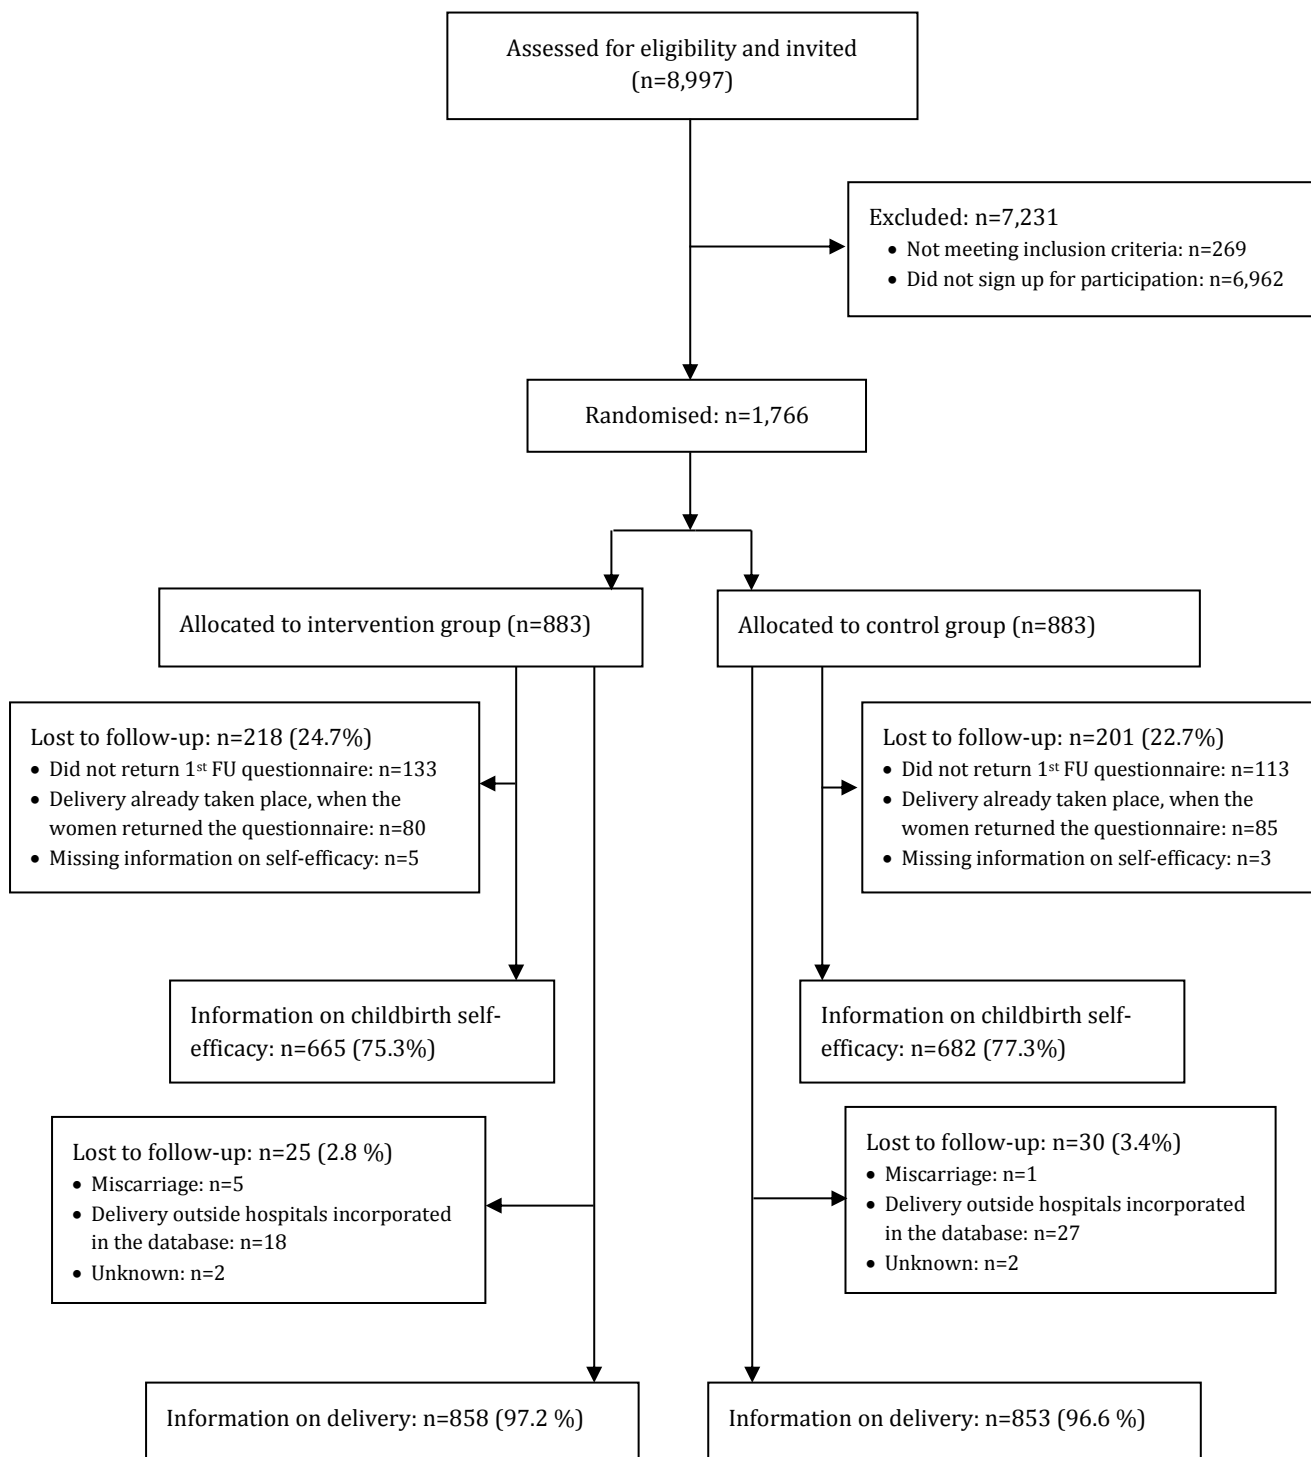 Assessed for eligibility and invited
(n=8,997)
Excluded: n=7,231
• Not meeting inclusion criteria: n=269
• Did not sign up for participation: n=6,962
Randomised: n=1,766
Allocated to intervention group (n=883)
Allocated to control group (n=883)
Lost to follow-up: n=218 (24.7%)
• Did not return 1st FU questionnaire: n=133
• Delivery already taken place, when the
women returned the questionnaire: n=80
• Missing information on self-efficacy: n=5
Lost to follow-up: n=201 (22.7%)
• Did not return 1st FU questionnaire: n=113
• Delivery already taken place, when the
women returned the questionnaire: n=85
• Missing information on self-efficacy: n=3
Information on childbirth self-
efficacy: n=665 (75.3%)
Information on childbirth self-
efficacy: n=682 (77.3%)
Lost to follow-up: n=25 (2.8 %)
• Miscarriage: n=5
• Delivery outside hospitals incorporated
in the database: n=18
• Unknown: n=2
Lost to follow-up: n=30 (3.4%)
• Miscarriage: n=1
• Delivery outside hospitals incorporated
in the database: n=27
• Unknown: n=2
Information on delivery: n=858 (97.2 %)
Information on delivery: n=853 (96.6 %)